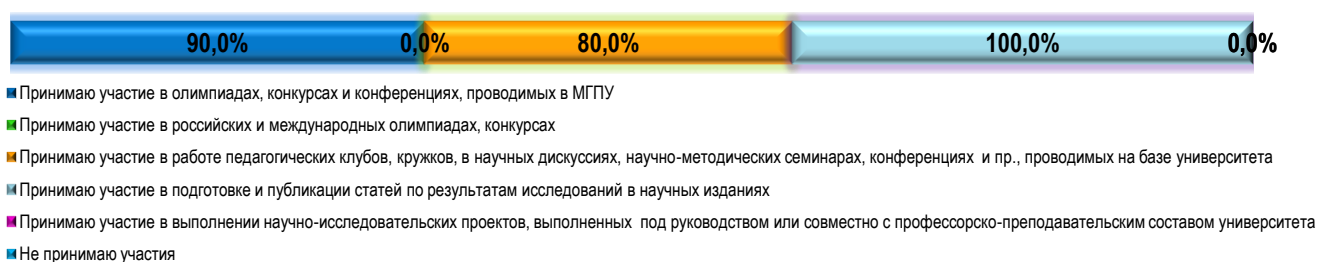 90,0% 0,0% 80,0% 100,0% 0,0%
Принимаю участие в олимпиадах, конкурсах и конференциях, проводимых в МГПУ
Принимаю участие в российских и международных олимпиадах, конкурсах
Принимаю участие в работе педагогических клубов, кружков, в научных дискуссиях, научно-методических семинарах, конференциях и пр., проводимых на базе университета
Принимаю участие в подготовке и публикации статей по результатам исследований в научных изданиях
Принимаю участие в выполнении научно-исследовательских проектов, выполненных под руководством или совместно с профессорско-преподавательским составом университета
Не принимаю участия